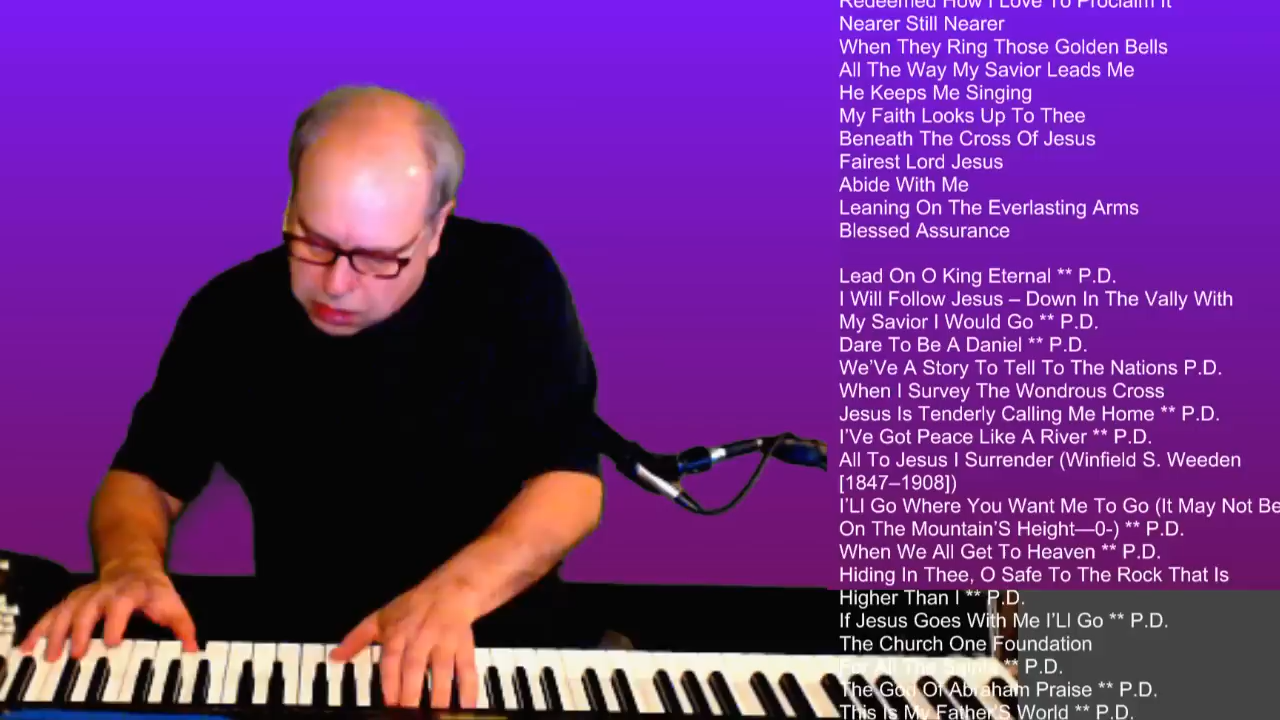 Redeemed How I Love To Proclaim It
Nearer Still Nearer
When They Ring Those Golden Bells
All The Way My Savior Leads Me
He Keeps Me Singing
My Faith Looks Up To Thee
Beneath The Cross Of Jesus
Fairest Lord Jesus
Abide With Me
Leaning On The Everlasting Arms
Blessed Assurance
Lead On O King Eternal ** P.D.
I Will Follow Jesus – Down In The Vally With
My Savior I Would Go ** P.D.
Dare To Be A Daniel ** P.D.
We'Ve A Story To Tell To The Nations P.D.
When I Survey The Wondrous Cross
Jesus Is Tenderly Calling Me Home ** P.D.
I'Ve Got Peace Like A River ** P.D.
All To Jesus I Surrender (Winfield S. Weeden
[1847–1908])
I'Ll Go Where You Want Me To Go (It May Not Be
On The Mountain'S Height—0-) ** P.D.
When We All Get To Heaven ** P.D.
Hiding In Thee, O Safe To The Rock That Is
Higher Than I ** P.D.
If Jesus Goes With Me I'Ll Go ** P.D.
The Church One Foundation
For All The Saints ** P.D.
The God Of Abraham Praise ** P.D.
This Is My Father'S World ** P.D.